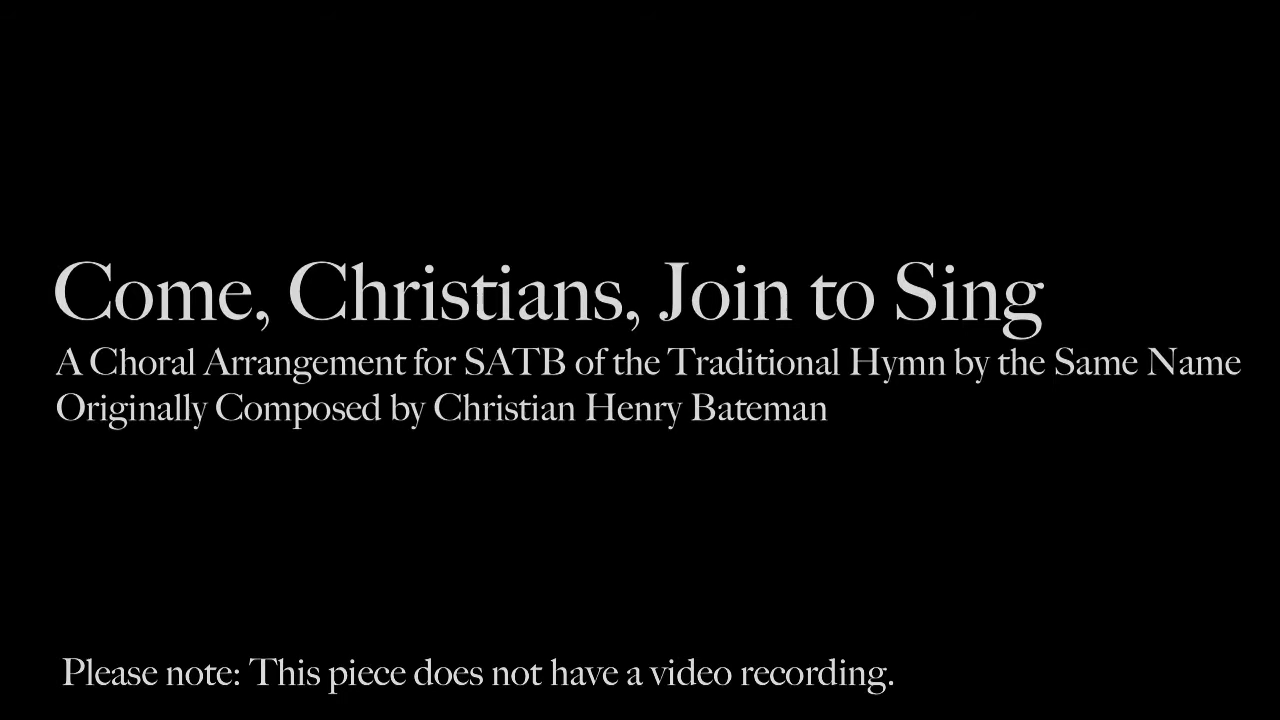 Come, Christians, Join to Sing
A Choral Arrangement for SATB of the Traditional Hymn by the Same Name
Originally Composed by Christian Henry Bateman
Please note: This piece does not have a video recording.